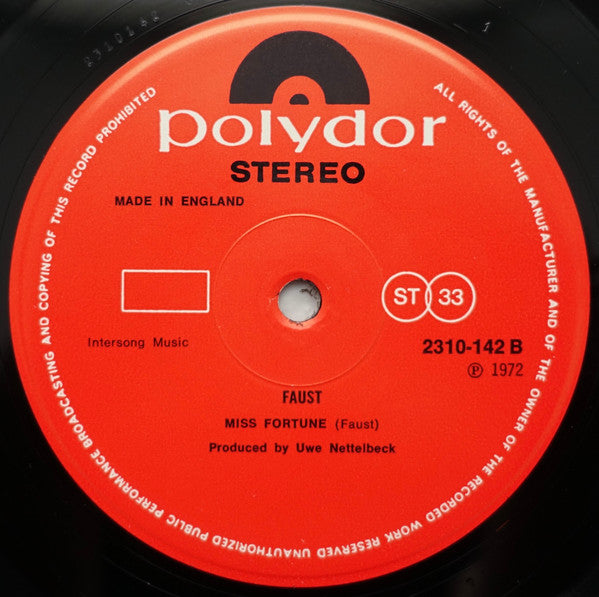 2310142
1
polydor
STEREO
MADE IN ENGLAND
ST 33
Intersong Music
2310-142 B
℗ 1972
FAUST
MISS FORTUNE (Faust)
Produced by Uwe Nettelbeck
ALL RIGHTS OF THE MANUFACTURER AND OF THE OWNER OF THE RECORDED WORK RESERVED UNAUTHORIZED PUBLIC PERFORMANCE BROADCASTING AND COPYING OF THIS RECORD PROHIBITED